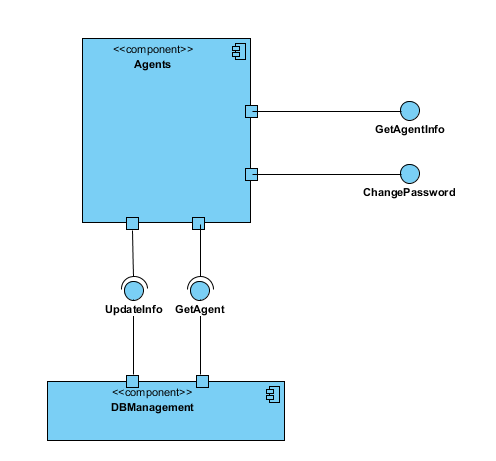 <<component>>
Agents
GetAgentInfo
ChangePassword
UpdateInfo
GetAgent
<<component>>
DBManagement